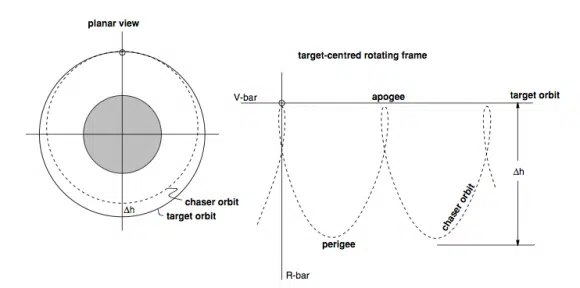 planar view
target-centred rotating frame
V-bar
apogee
target orbit
Δh
chaser orbit
chaser orbit
Δh
target orbit
perigee
R-bar